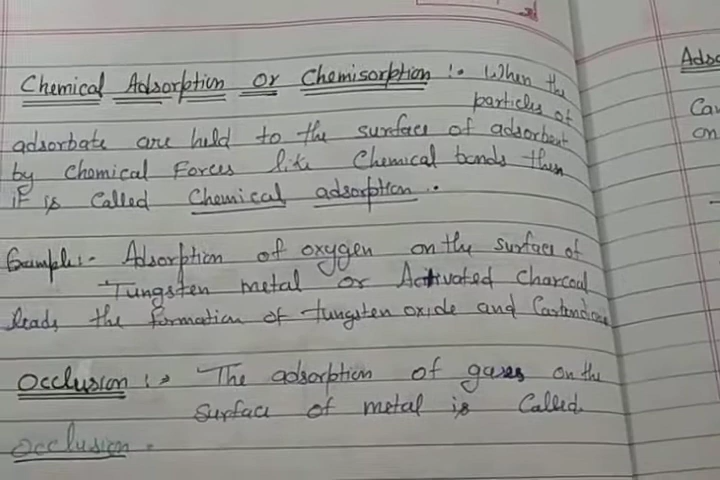 Chemical Adsorption or Chemisorption :. When the
particles of
adsorbate are held to the surface of adsorbent
by Chemical Forces like Chemical bonds then
it is Called Chemical adsorption.
Example:- Adsorption of oxygen on the surface of
Tungsten metal or Activated charcoal
leads the formation of tungsten oxide and
Occlusion :→ The adsorption of gases on the
surface of metal is Called
Occlusion.
on